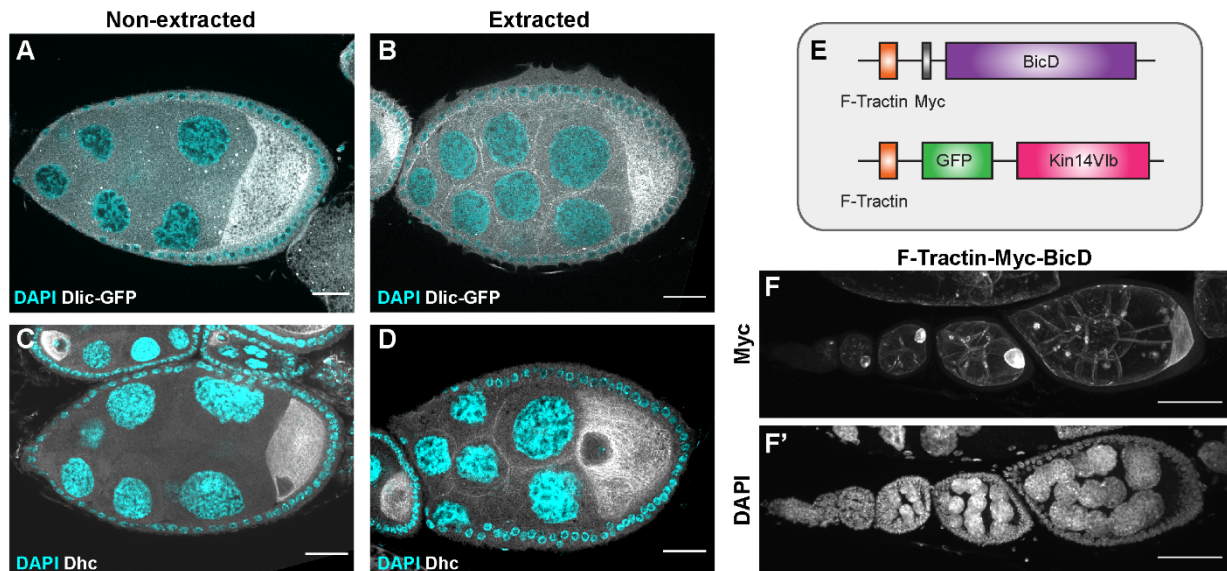 Non-extracted
Extracted
A
DAPI Dlic-GFP
B
DAPI Dlic-GFP
C
DAPI Dhc
D
DAPI Dhc
E
BicD
F-Tractin Myc
GFP Kin14VIb
F-Tractin
F-Tractin-Myc-BicD
F
Myc
F'
DAPI